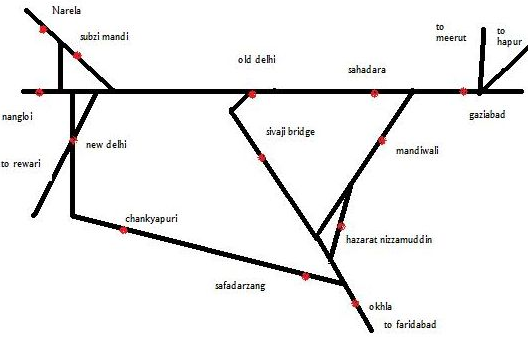 Narela
subzi mandi
to
meerut
to
hapur
old delhi
sahadara
nangloi
gaziabad
sivaji bridge
new delhi
mandiwali
to rewari
chankyapuri
hazarat nizzamuddin
safadarzang
okhla
to faridabad